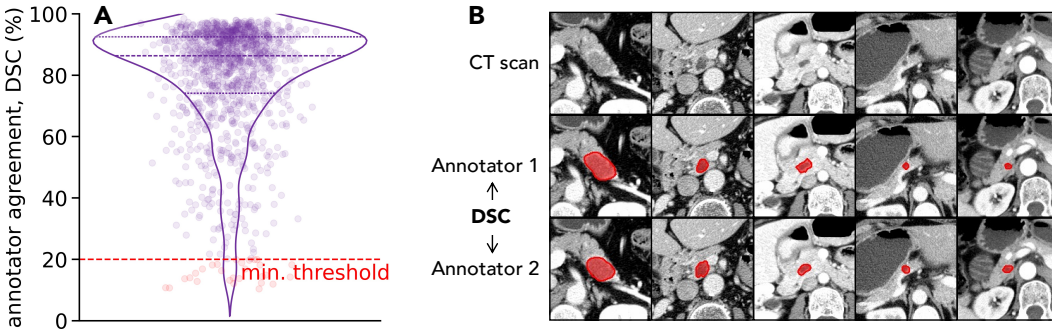 A
annotator agreement, DSC (%)
100
80
60
40
20
0
min. threshold
B
CT scan
Annotator 1
↑
DSC
↓
Annotator 2